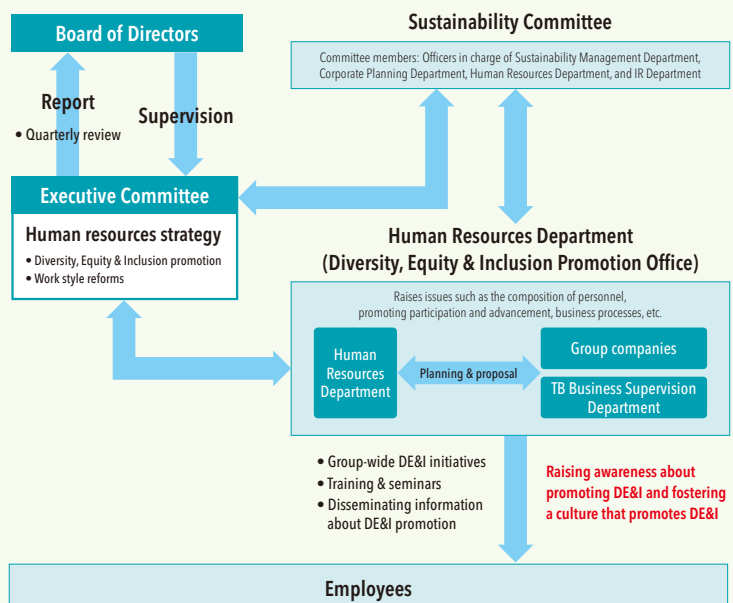 Board of Directors
Sustainability Committee
Committee members: Officers in charge of Sustainability Management Department,
Corporate Planning Department, Human Resources Department, and IR Department
Report
• Quarterly review
Supervision
Executive Committee
Human resources strategy
• Diversity, Equity & Inclusion promotion
• Work style reforms
Human Resources Department
(Diversity, Equity & Inclusion Promotion Office)
Raises issues such as the composition of personnel,
promoting participation and advancement, business processes, etc.
Human
Resources
Department
Planning & proposal
Group companies
TB Business Supervision
Department
• Group-wide DE&I initiatives
• Training & seminars
• Disseminating information
about DE&I promotion
Raising awareness about
promoting DE&I and fostering
a culture that promotes DE&I
Employees